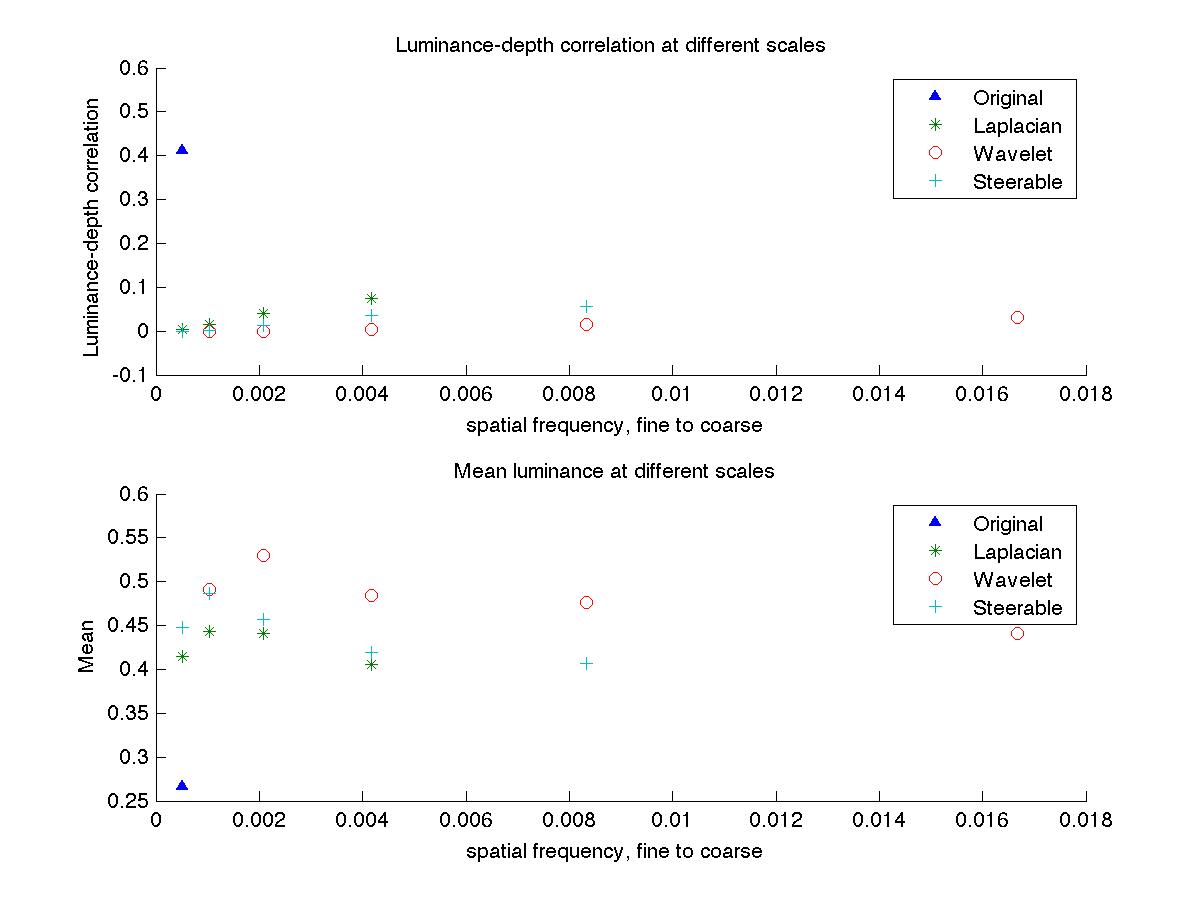 Luminance-depth correlation at different scales
0.6
0.5
0.4
0.3
0.2
0.1
0
-0.1
Luminance-depth correlation
Original
Laplacian
Wavelet
Steerable
0 0.002 0.004 0.006 0.008 0.01 0.012 0.014 0.016 0.018
spatial frequency, fine to coarse
Mean luminance at different scales
0.6
0.55
0.5
0.45
0.4
0.35
0.3
0.25
Mean
Original
Laplacian
Wavelet
Steerable
0 0.002 0.004 0.006 0.008 0.01 0.012 0.014 0.016 0.018
spatial frequency, fine to coarse